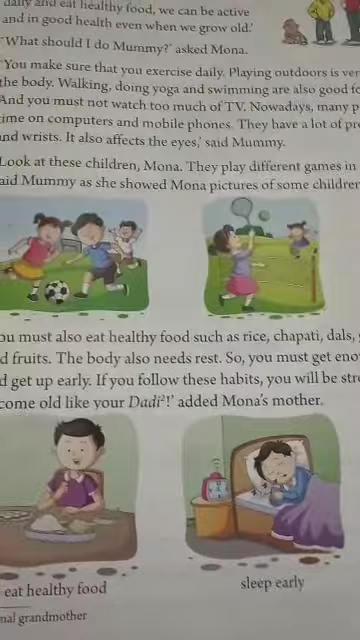 daily and eat healthy food, we can be active
and in good health even when we grow old.'
'What should I do Mummy?' asked Mona.
'You make sure that you exercise daily. Playing outdoors is
the body. Walking, doing yoga and swimming are also good
And you must not watch too much of TV. Nowadays, many
time on computers and mobile phones. They have a lot of
and wrists. It also affects the eyes,' said Mummy.
Look at these children, Mona. They play different games in
said Mummy as she showed Mona pictures of some children
you must also eat healthy food such as rice, chapati, dals,
fruits. The body also needs rest. So, you must get
get up early. If you follow these habits, you will be
come old like your Dadi²!' added Mona's mother.
eat healthy food
sleep early
grandmother